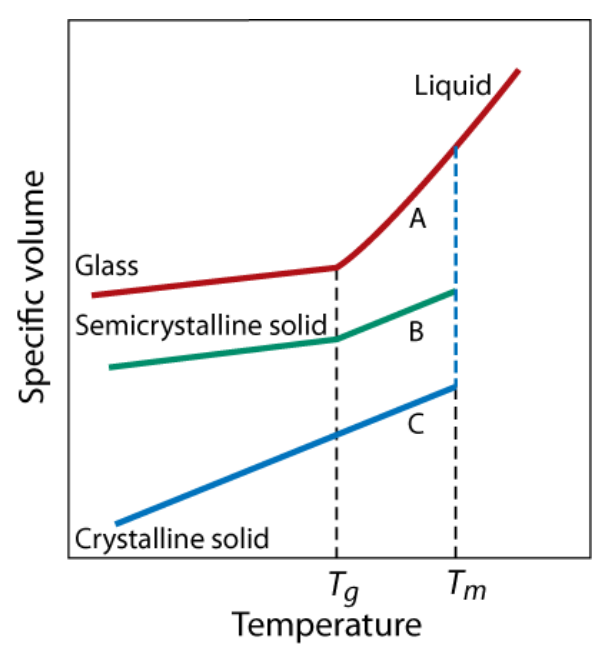 Liquid
A
Glass
Semicrystalline solid
B
C
Crystalline solid
Specific volume
Tg
Tm
Temperature